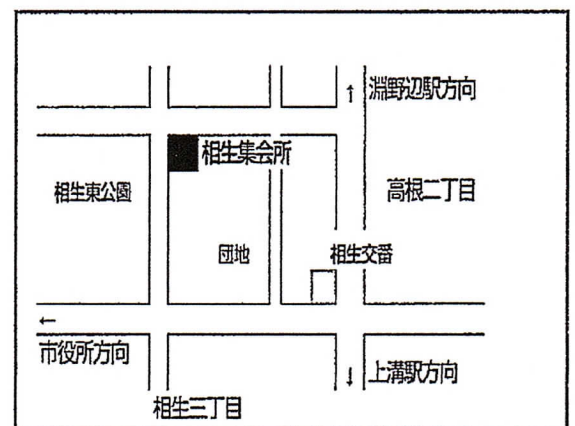 ↑ 淵野辺駅方向
相生集会所
相生東公園
高根二丁目
団地
相生交番
←
市役所方向
↓ 上溝駅方向
相生三丁目